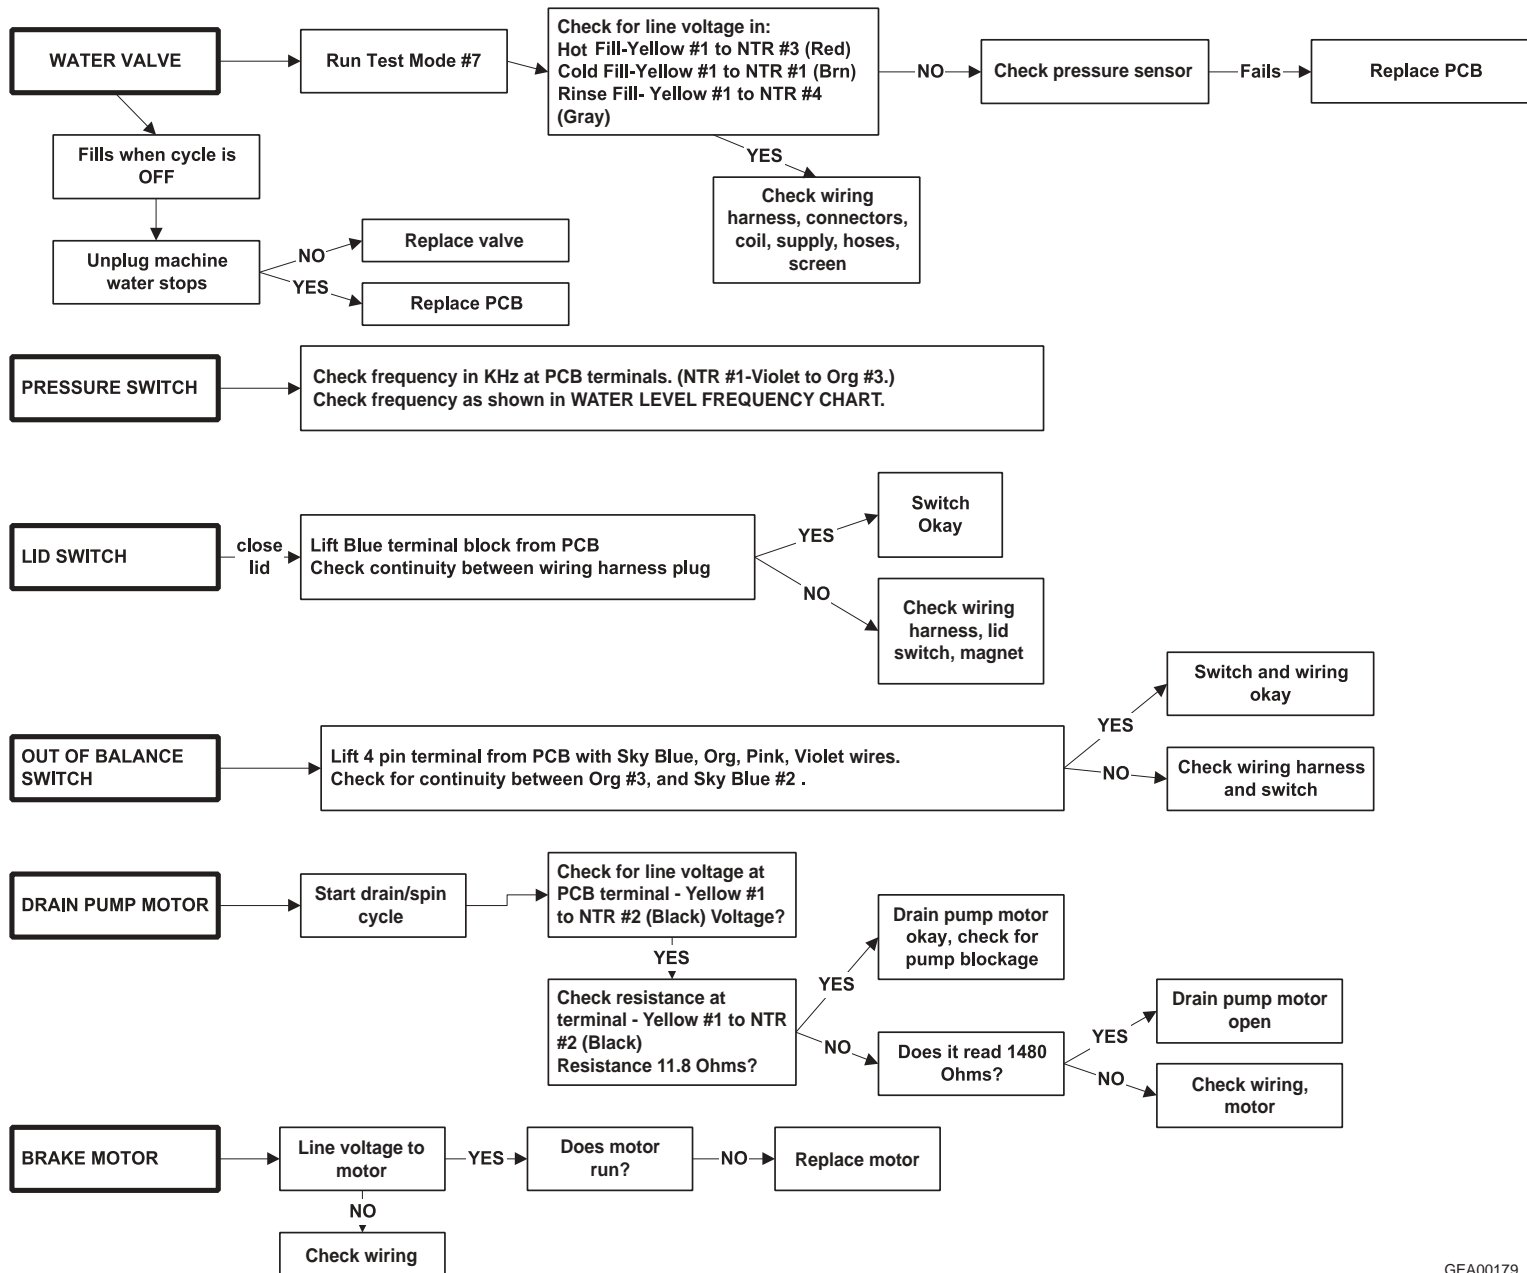 WATER VALVE
Run Test Mode #7
Check for line voltage in:
Hot Fill-Yellow #1 to NTR #3 (Red)
Cold Fill-Yellow #1 to NTR #1 (Brn)
Rinse Fill- Yellow #1 to NTR #4
(Gray)
NO
Check pressure sensor
Fails
Replace PCB
YES
Check wiring
harness, connectors,
coil, supply, hoses,
screen
Fills when cycle is
OFF
Unplug machine
water stops
NO
Replace valve
YES
Replace PCB
PRESSURE SWITCH
Check frequency in KHz at PCB terminals. (NTR #1-Violet to Org #3.)
Check frequency as shown in WATER LEVEL FREQUENCY CHART.
LID SWITCH
close
lid
Lift Blue terminal block from PCB
Check continuity between wiring harness plug
YES
Switch
Okay
NO
Check wiring
harness, lid
switch, magnet
OUT OF BALANCE
SWITCH
Lift 4 pin terminal from PCB with Sky Blue, Org, Pink, Violet wires.
Check for continuity between Org #3, and Sky Blue #2 .
YES
Switch and wiring
okay
NO
Check wiring harness
and switch
DRAIN PUMP MOTOR
Start drain/spin
cycle
Check for line voltage at
PCB terminal - Yellow #1
to NTR #2 (Black) Voltage?
YES
Check resistance at
terminal - Yellow #1 to NTR
#2 (Black)
Resistance 11.8 Ohms?
YES
Drain pump motor
okay, check for
pump blockage
NO
Does it read 1480
Ohms?
YES
Drain pump motor
open
NO
Check wiring,
motor
BRAKE MOTOR
Line voltage to
motor
YES
Does motor
run?
NO
Replace motor
NO
Check wiring
GEA00179